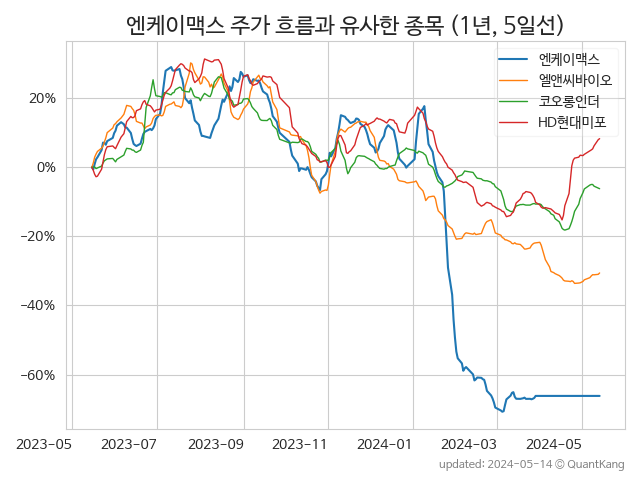 엔케이맥스 주가 흐름과 유사한 종목 (1년, 5일선)
엔케이맥스
엘앤씨바이오
코오롱인더
HD현대미포
20%
0%
−20%
−40%
−60%
2023-05
2023-07
2023-09
2023-11
2024-01
2024-03
2024-05
updated: 2024-05-14 ⓒ QuantKang